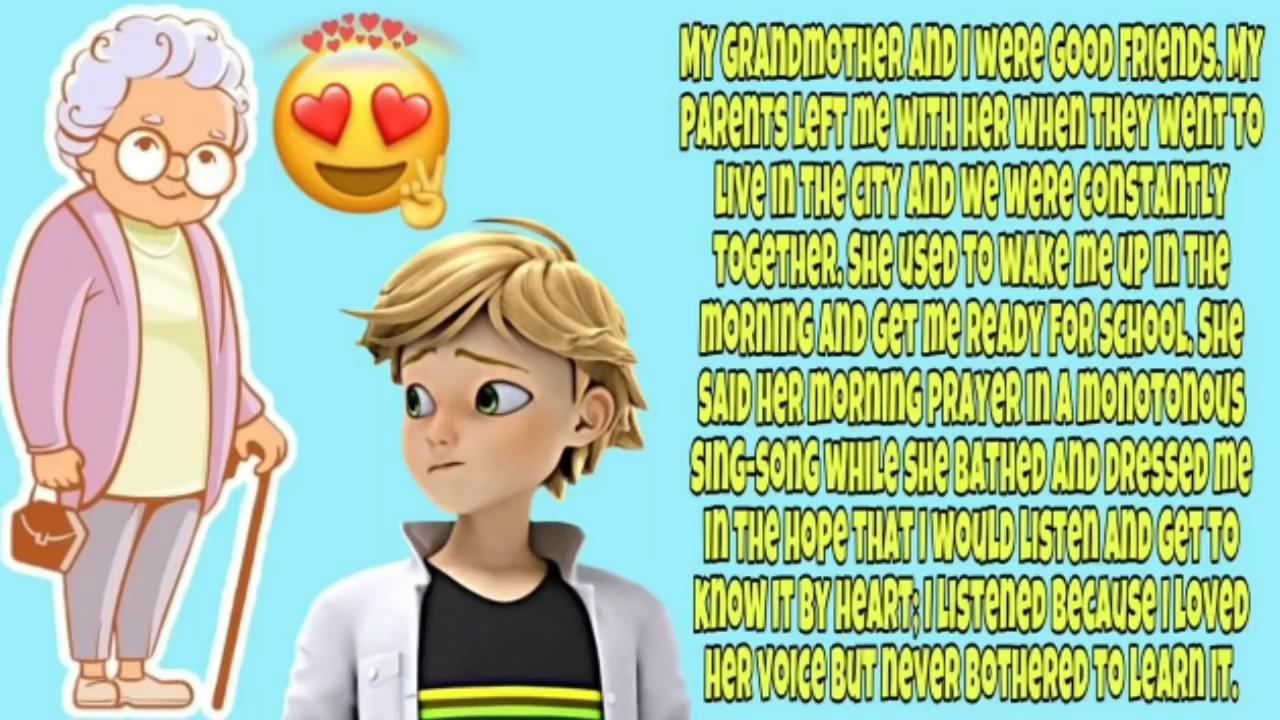 My grandmother and I were good friends. My
parents left me with her when they went to
live in the city and we were constantly
together. She used to wake me up in the
morning and get me ready for school. She
said her morning prayer in a monotonous
sing-song while she bathed and dressed me
in the hope that I would listen and get to
know it by heart; I listened because I loved
her voice but never bothered to learn it.